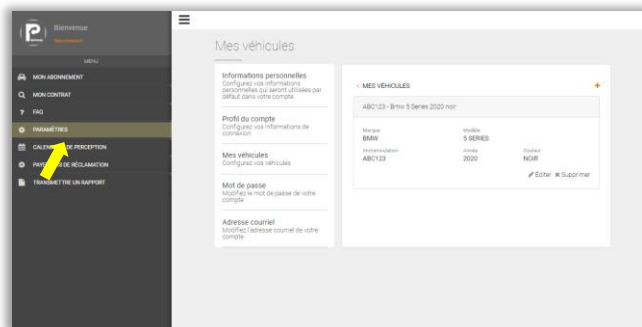 Bienvenue
MENU
MON ABONNEMENT
MON CONTRAT
? FAQ
PARAMÈTRES
CALEN DE PERCEPTION
PAYE S DE RÉCLAMATION
TRANSMETTRE UN RAPPORT
Mes véhicules
Informations personnelles
Configurez vos informations
personnelles qui seront utilisées par
défaut dans votre compte.
Profil du compte
Configurez vos informations de
connexion
Mes véhicules
Configurez vos véhicules
Mot de passe
Modifiez le mot de passe de votre
compte
Adresse courriel
Modifiez l'adresse courriel de votre
compte
< MES VÉHICULES +
ABC123 - Bmw 5 Series 2020 noir
Marque Modèle
BMW 5 SERIES
Immatriculation Année Couleur
ABC123 2020 NOIR
Éditer Supprimer